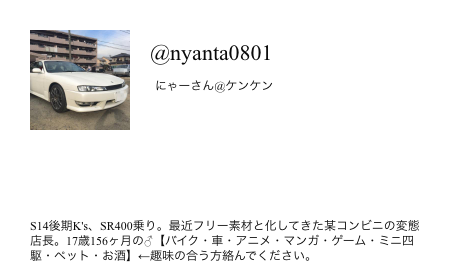 @nyanta0801
にゃーさん@ケンケン
S14後期K's、SR400乗り。最近フリー素材と化してきた某コンビニの変態
店長。17歳156ヶ月の♂【バイク・車・アニメ・マンガ・ゲーム・ミニ四
駆・ペット・お酒】←趣味の合う方絡んでください。